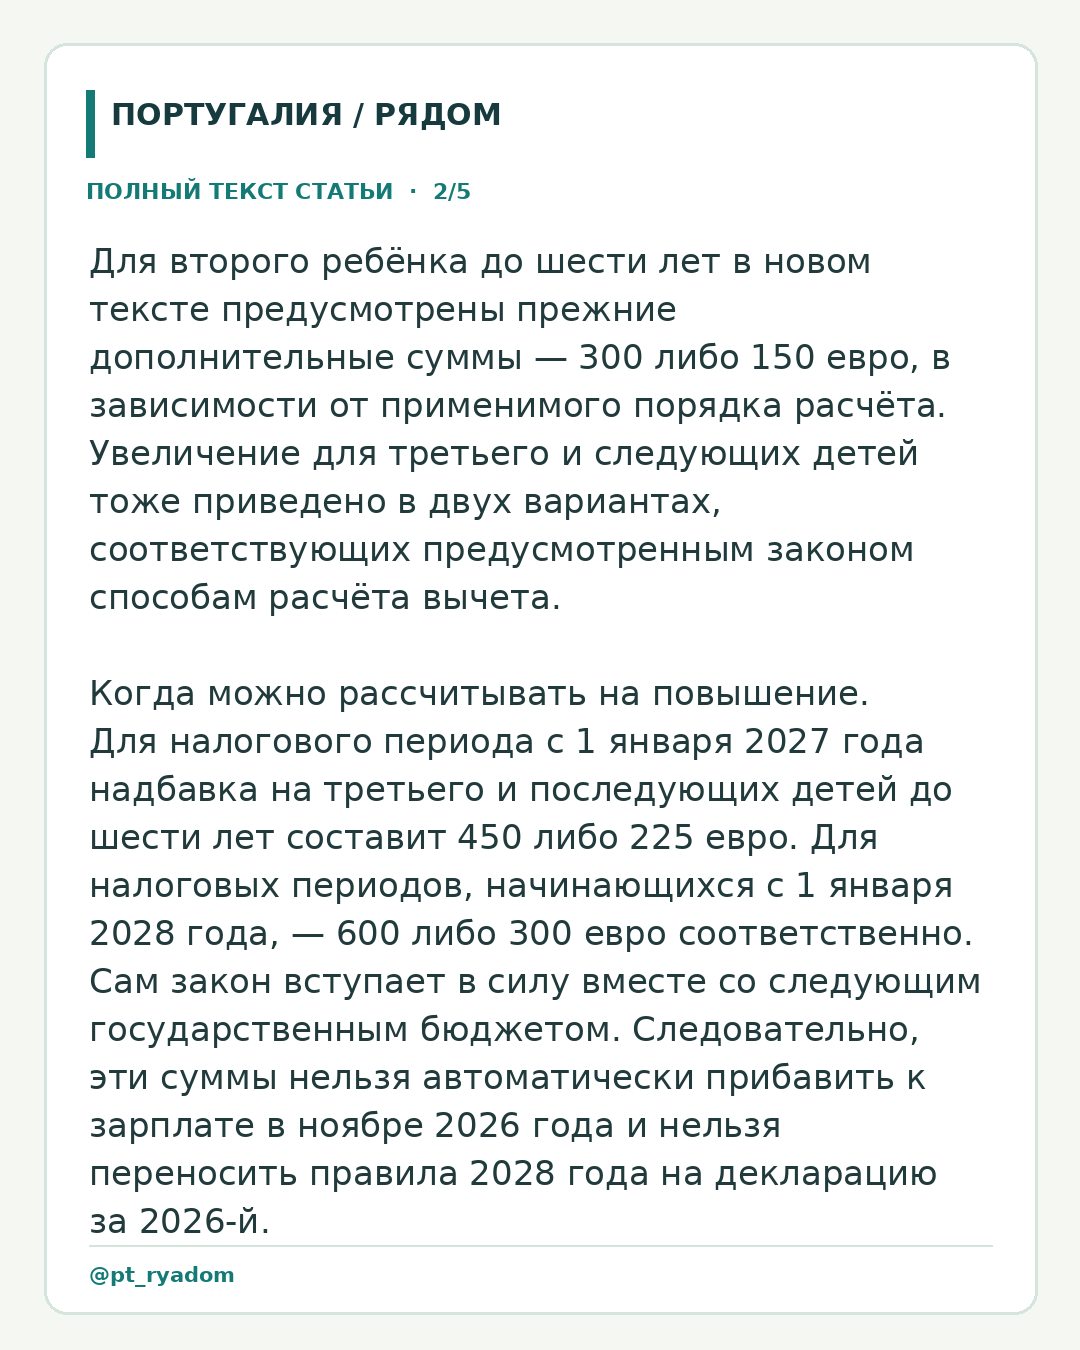 ПОРТУГАЛИЯ / РЯДОМ
ПОЛНЫЙ ТЕКСТ СТАТЬИ · 2/5
Для второго ребёнка до шести лет в новом
тексте предусмотрены прежние
дополнительные суммы — 300 либо 150 евро, в
зависимости от применимого порядка расчёта.
Увеличение для третьего и следующих детей
тоже приведено в двух вариантах,
соответствующих предусмотренным законом
способам расчёта вычета.
Когда можно рассчитывать на повышение.
Для налогового периода с 1 января 2027 года
надбавка на третьего и последующих детей до
шести лет составит 450 либо 225 евро. Для
налоговых периодов, начинающихся с 1 января
2028 года, — 600 либо 300 евро соответственно.
Сам закон вступает в силу вместе со следующим
государственным бюджетом. Следовательно,
эти суммы нельзя автоматически прибавить к
зарплате в ноябре 2026 года и нельзя
переносить правила 2028 года на декларацию
за 2026-й.
@pt_ryadom